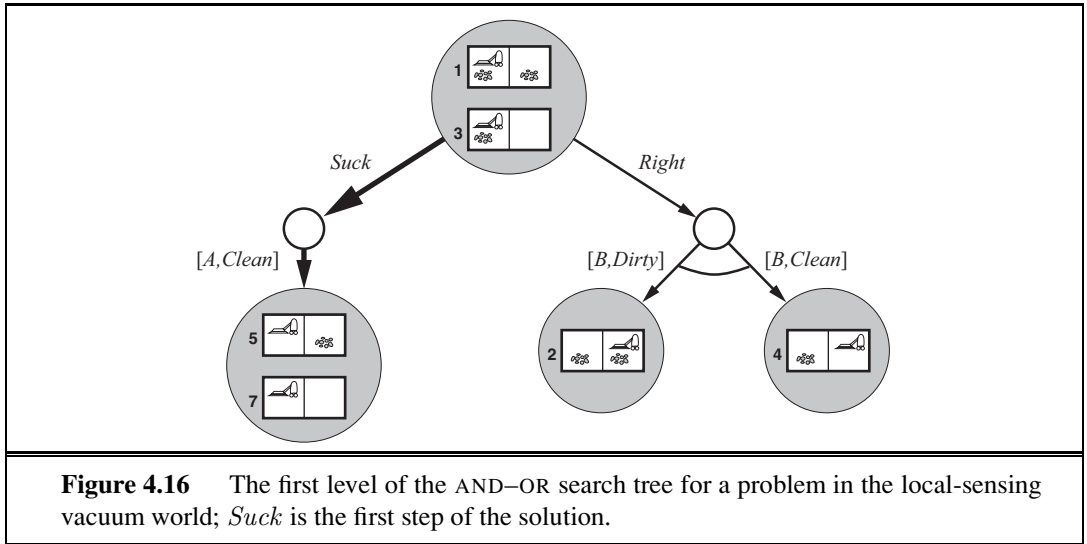 1
3
Suck
Right
[A,Clean]
[B,Dirty]
[B,Clean]
5
2
4
7
Figure 4.16 The first level of the AND–OR search tree for a problem in the local-sensing
vacuum world; Suck is the first step of the solution.